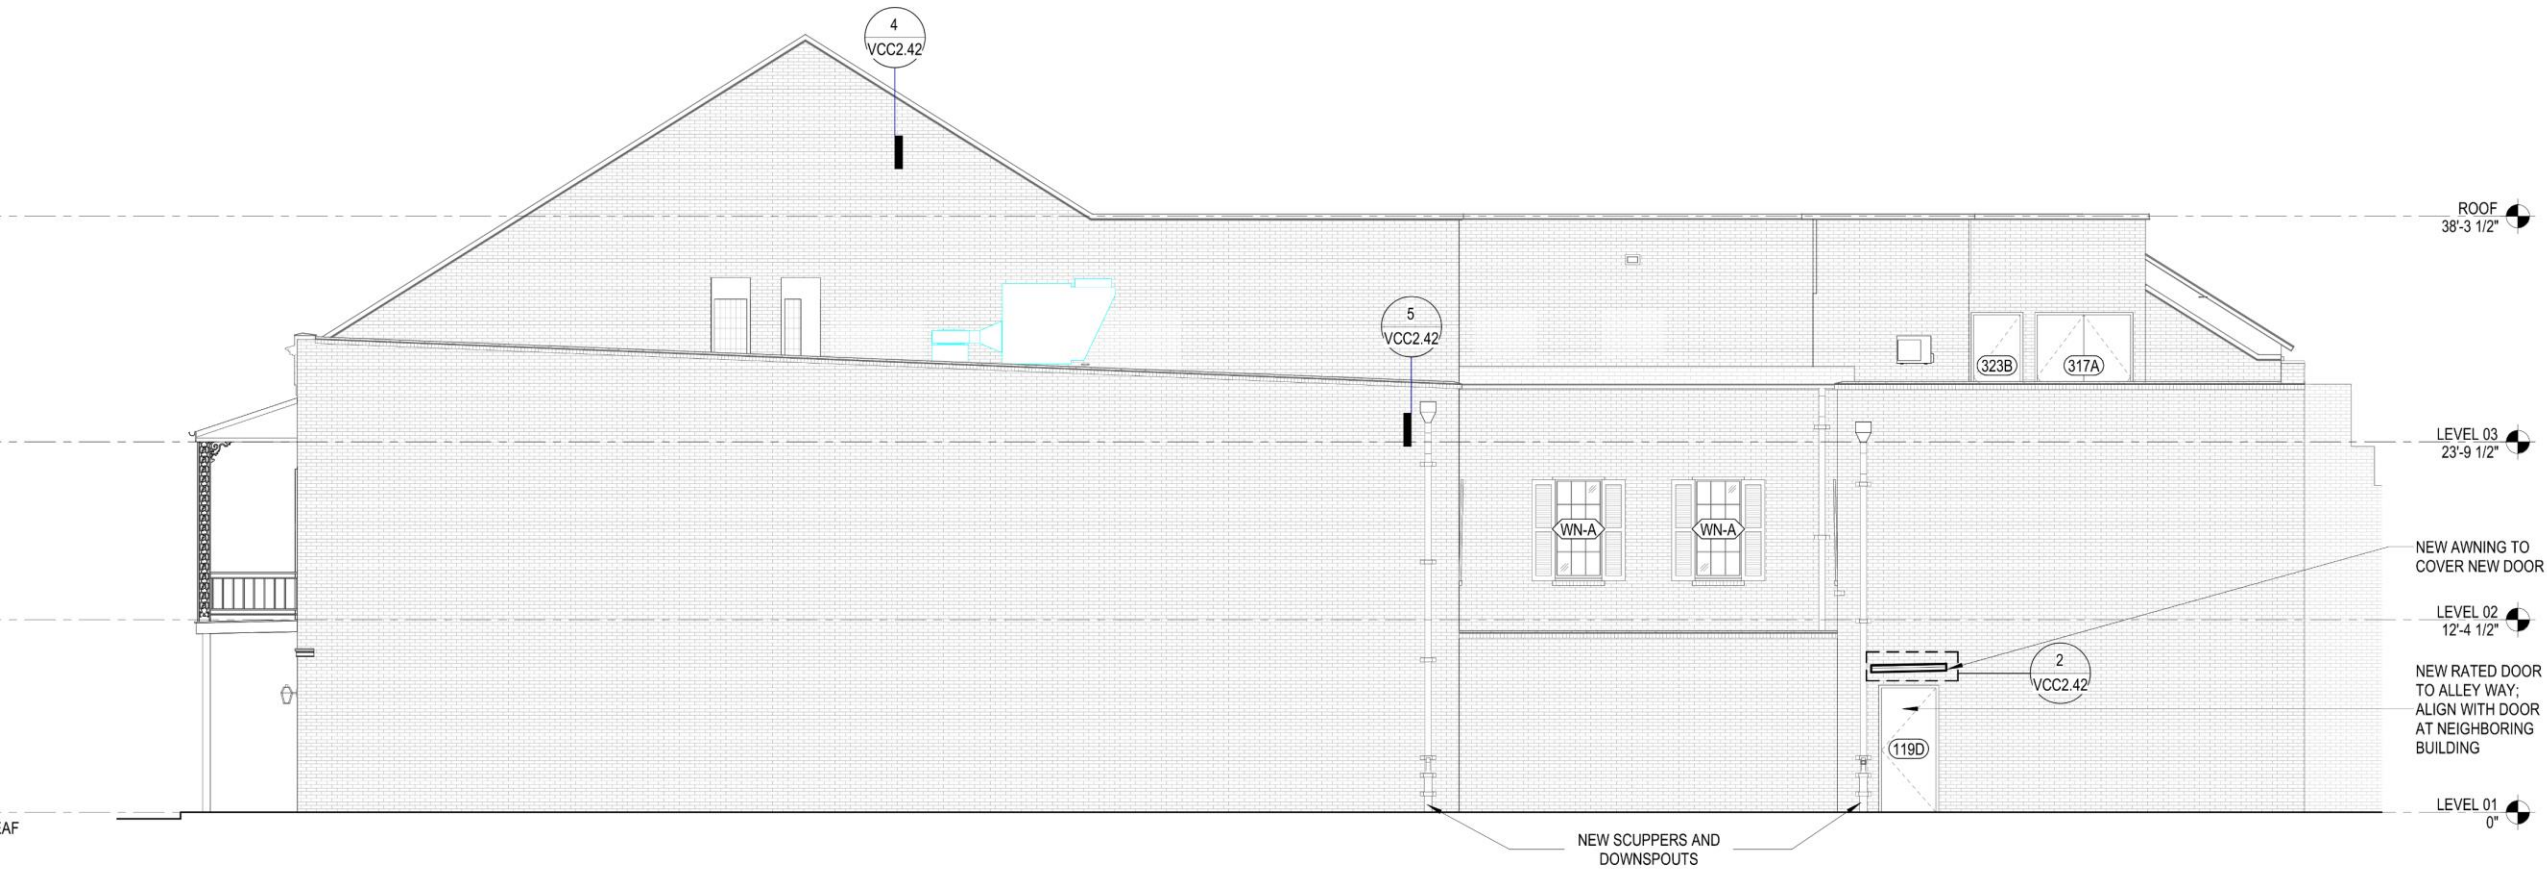 4
VCC2.42
ROOF
38'-3 1/2"
5
VCC2.42
323B
317A
LEVEL 03
23'-9 1/2"
WN-A
WN-A
NEW AWNING TO
COVER NEW DOOR
LEVEL 02
12'-4 1/2"
2
VCC2.42
NEW RATED DOOR
TO ALLEY WAY;
ALIGN WITH DOOR
AT NEIGHBORING
BUILDING
119D
LEVEL 01
0"
EAF
NEW SCUPPERS AND
DOWNSPOUTS